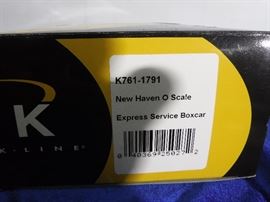 K761-1791
New Haven O Scale
Express Service Boxcar
K
K-LINE®